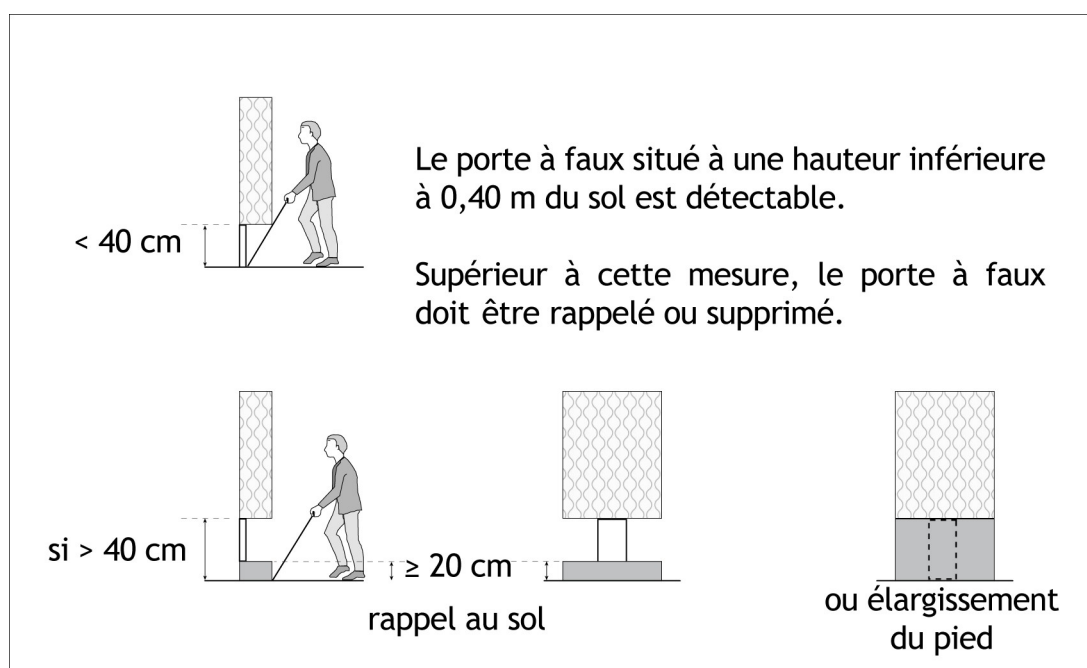 Le porte à faux situé à une hauteur inférieure
à 0,40 m du sol est détectable.
< 40 cm
Supérieur à cette mesure, le porte à faux
doit être rappelé ou supprimé.
si > 40 cm
≥ 20 cm
rappel au sol
ou élargissement
du pied